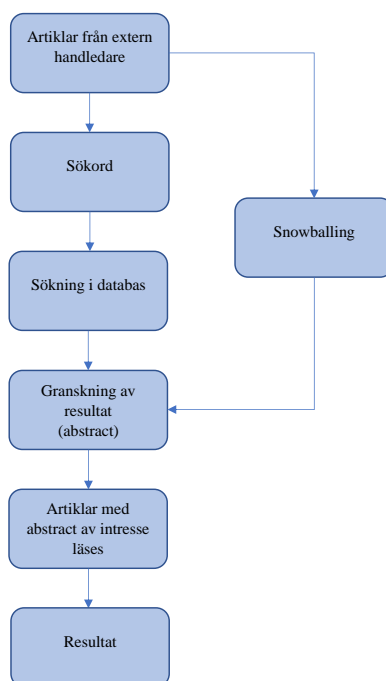 Artiklar från extern
handledare
Sökord
Snowballing
Sökning i databas
Granskning av
resultat
(abstract)
Artiklar med
abstract av intresse
läses
Resultat